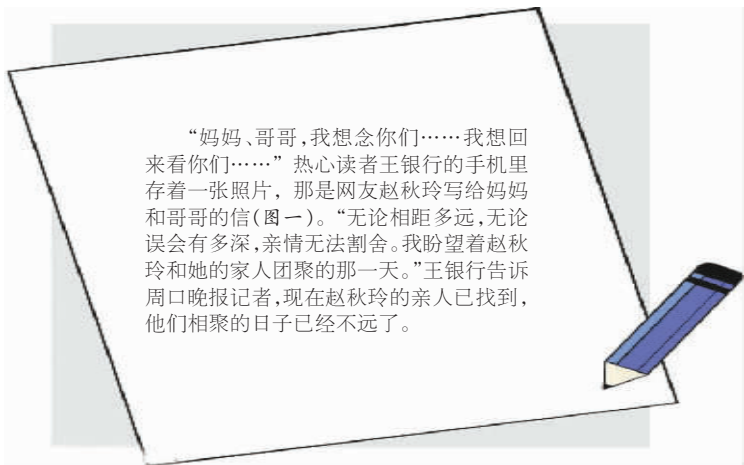 “妈妈、哥哥,我想念你们……我想回
来看你们……” 热心读者王银行的手机里
存着一张照片, 那是网友赵秋玲写给妈妈
和哥哥的信(图一)。“无论相距多远,无论
误会有多深,亲情无法割舍。我盼望着赵秋
玲和她的家人团聚的那一天。”王银行告诉
周口晚报记者,现在赵秋玲的亲人已找到,
他们相聚的日子已经不远了。